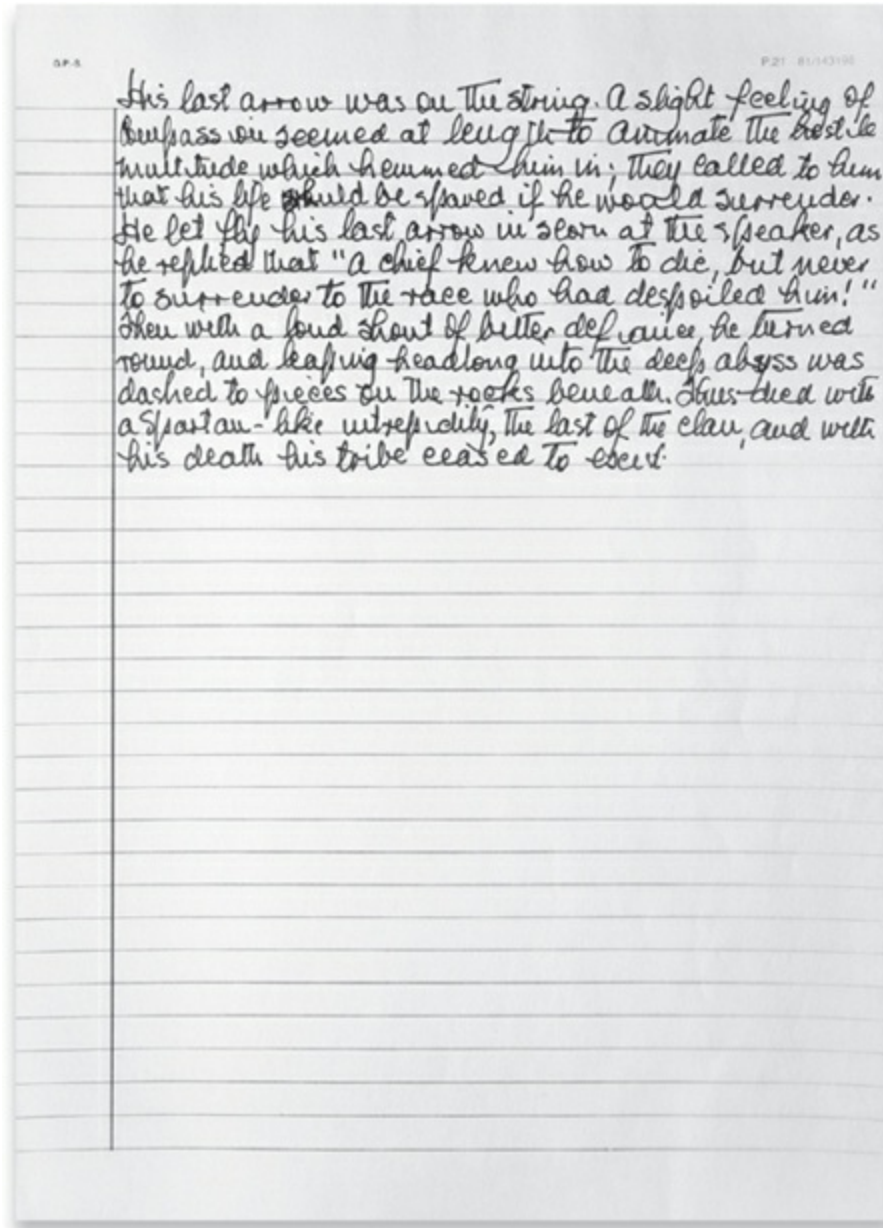 G.P.-S.
P.21
His last arrow was on the string. A slight feeling of
compassion seemed at length to animate the hostile
multitude which hemmed him in; they called to him
that his life should be spared if he would surrender.
He let fly his last arrow in scorn at the speaker, as
he replied that "a chief knew how to die, but never
to surrender to the race who had despoiled him!"
Then with a loud shout of bitter defiance, he turned
round, and leaping headlong into the deep abyss was
dashed to pieces on the rocks beneath. Thus died with
a Spartan-like intrepidity, the last of the clan, and with
his death his tribe ceased to exist.